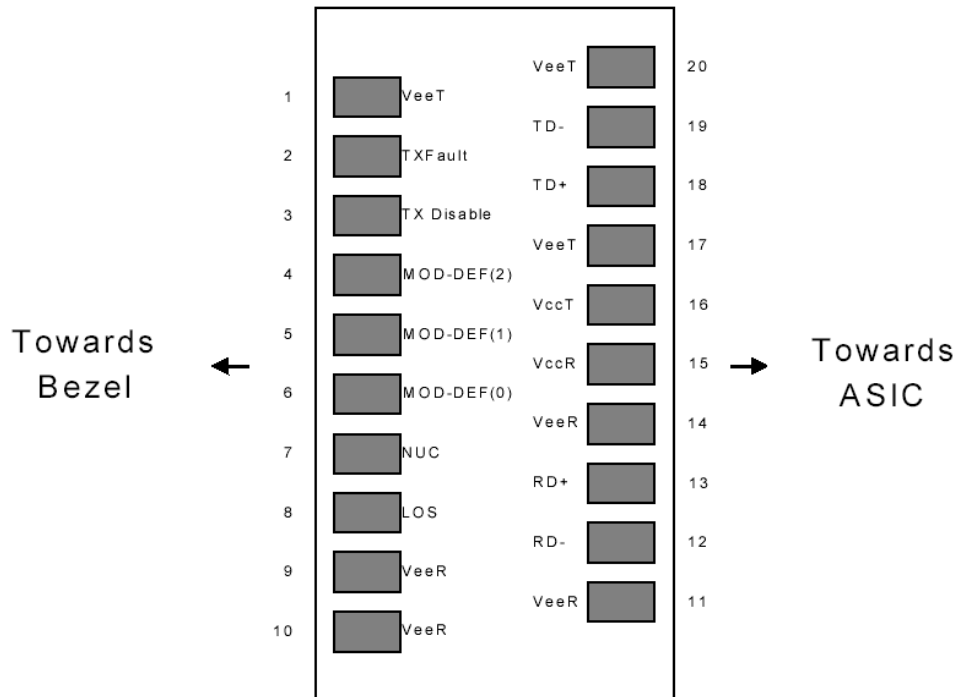 VeeT 20
1 VeeT
TD- 19
2 TXFault
TD+ 18
3 TX Disable
VeeT 17
4 MOD-DEF(2)
VccT 16
5 MOD-DEF(1)
Towards
Bezel
VccR 15
Towards
ASIC
6 MOD-DEF(0)
VeeR 14
7 NUC
RD+ 13
8 LOS
RD- 12
9 VeeR
VeeR 11
10 VeeR